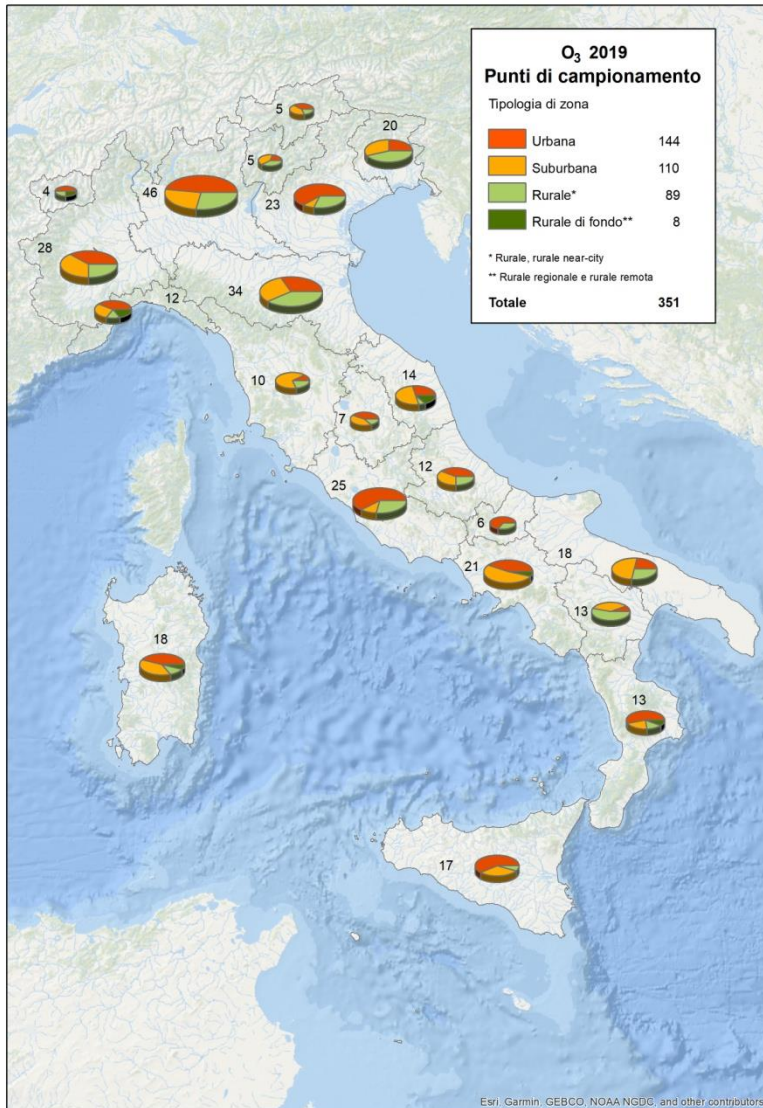 O₃ 2019
Punti di campionamento
Tipologia di zona
Urbana 144
Suburbana 110
Rurale* 89
Rurale di fondo** 8
* Rurale, rurale near-city
** Rurale regionale e rurale remota
Totale 351
5
20
5
4
46
23
28
12
34
10
14
7
12
25
6
21
18
13
18
13
17
Esri, Garmin, GEBCO, NOAA NGDC, and other contributors